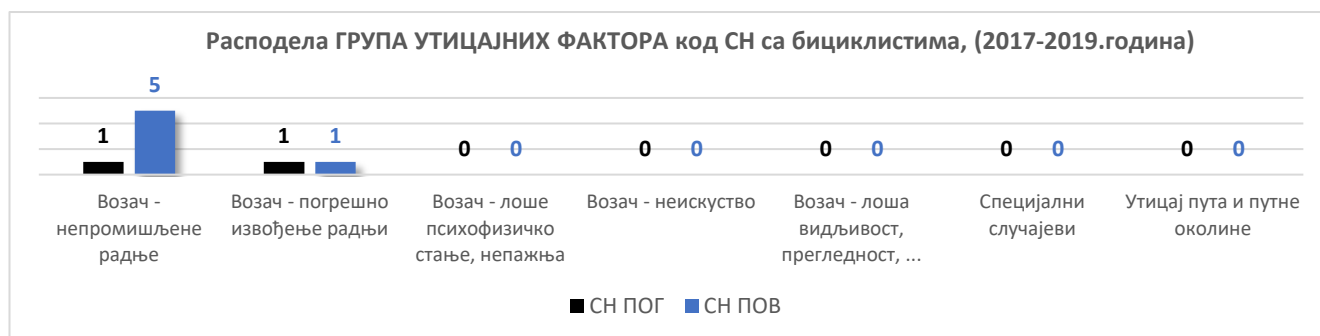 Расподела ГРУПА УТИЦАЈНИХ ФАКТОРА код СН са бициклистима, (2017-2019.година)
1 5 1 1 0 0 0 0 0 0 0 0 0 0
Возач - непромишљене радње
Возач - погрешно извођење радњи
Возач - лоше психофизичко стање, непажња
Возач - неискуство
Возач - лоша видљивост, прегледност, ...
Специјални случајеви
Утицај пута и путне околине
СН ПОГ СН ПОВ